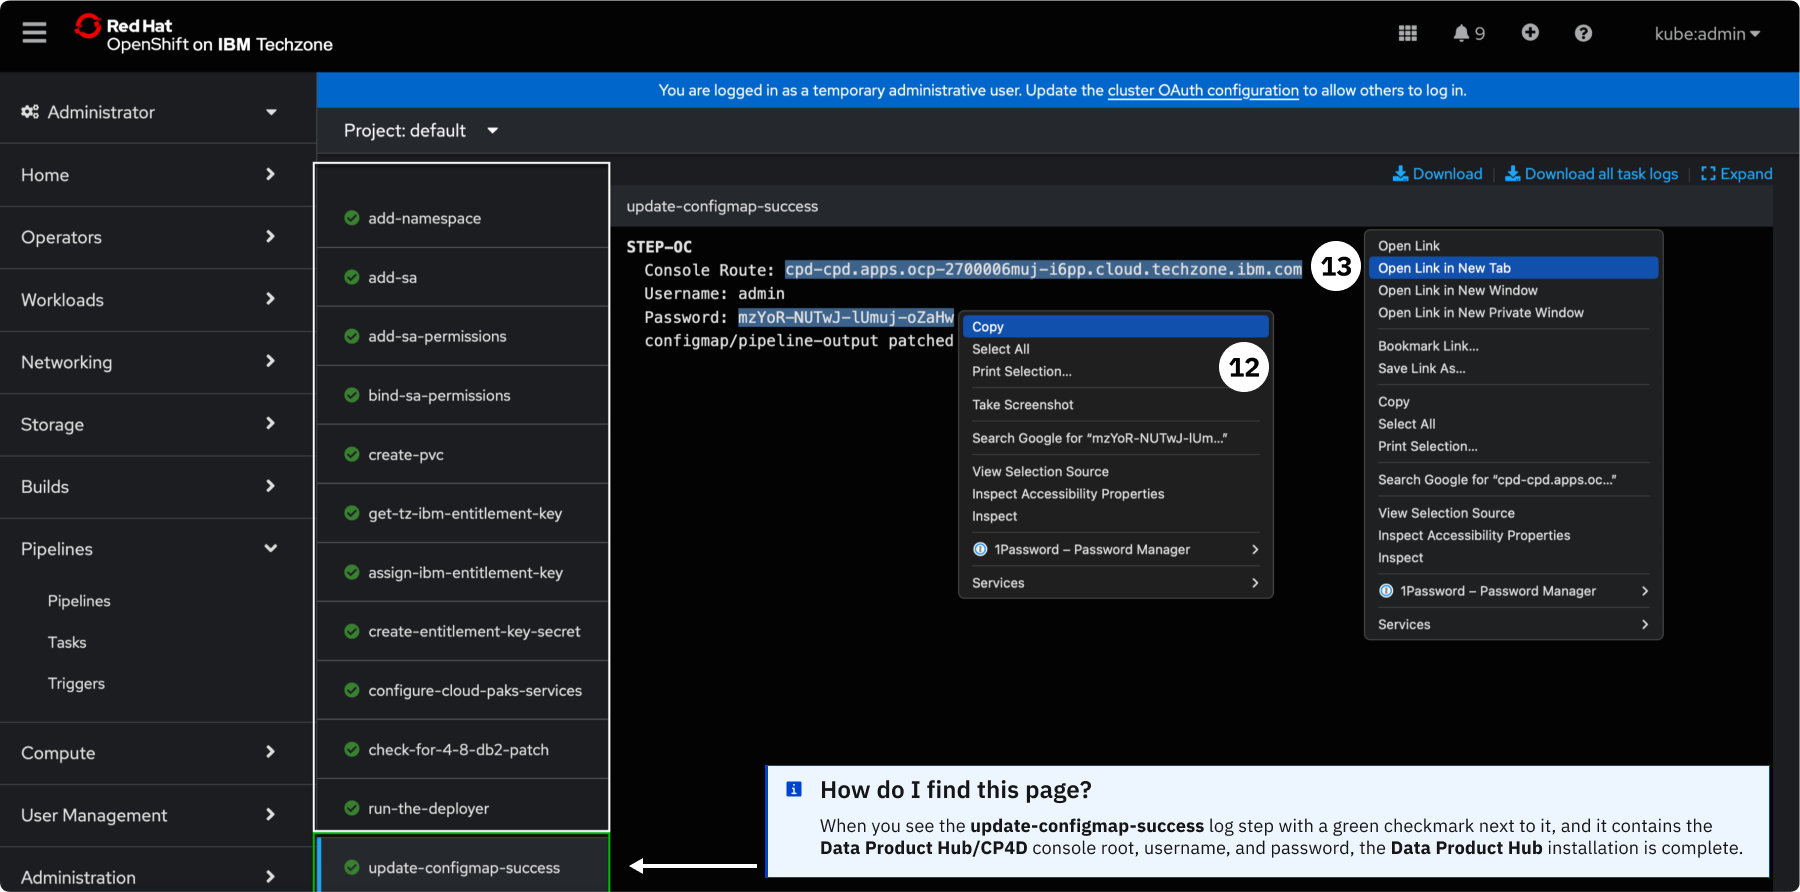 Red Hat
OpenShift on IBM Techzone
9
kube:admin
You are logged in as a temporary administrative user. Update the cluster OAuth configuration to allow others to log in.
Administrator
Home
Operators
Workloads
Networking
Storage
Builds
Pipelines
Pipelines
Tasks
Triggers
Compute
User Management
Administration
Project: default
add-namespace
add-sa
add-sa-permissions
bind-sa-permissions
create-pvc
get-tz-ibm-entitlement-key
assign-ibm-entitlement-key
create-entitlement-key-secret
configure-cloud-paks-services
check-for-4-8-db2-patch
run-the-deployer
update-configmap-success
Download
Download all task logs
Expand
update-configmap-success
STEP-OC
Console Route: cpd-cpd.apps.ocp-2700006muj-i6pp.cloud.techzone.ibm.com
Username: admin
Password: mzYoR-NUTwJ-lUmuj-oZaHw
configmap/pipeline-output patched
Copy
Select All
Print Selection...
Take Screenshot
Search Google for “mzYoR-NUTwJ-lUm...”
View Selection Source
Inspect Accessibility Properties
Inspect
1Password – Password Manager
Services
12
13
Open Link
Open Link in New Tab
Open Link in New Window
Open Link in New Private Window
Bookmark Link...
Save Link As...
Copy
Select All
Print Selection...
Search Google for “cpd-cpd.apps.oc...”
View Selection Source
Inspect Accessibility Properties
Inspect
1Password – Password Manager
Services
How do I find this page?
When you see the update-configmap-success log step with a green checkmark next to it, and it contains the
Data Product Hub/CP4D console root, username, and password, the Data Product Hub installation is complete.